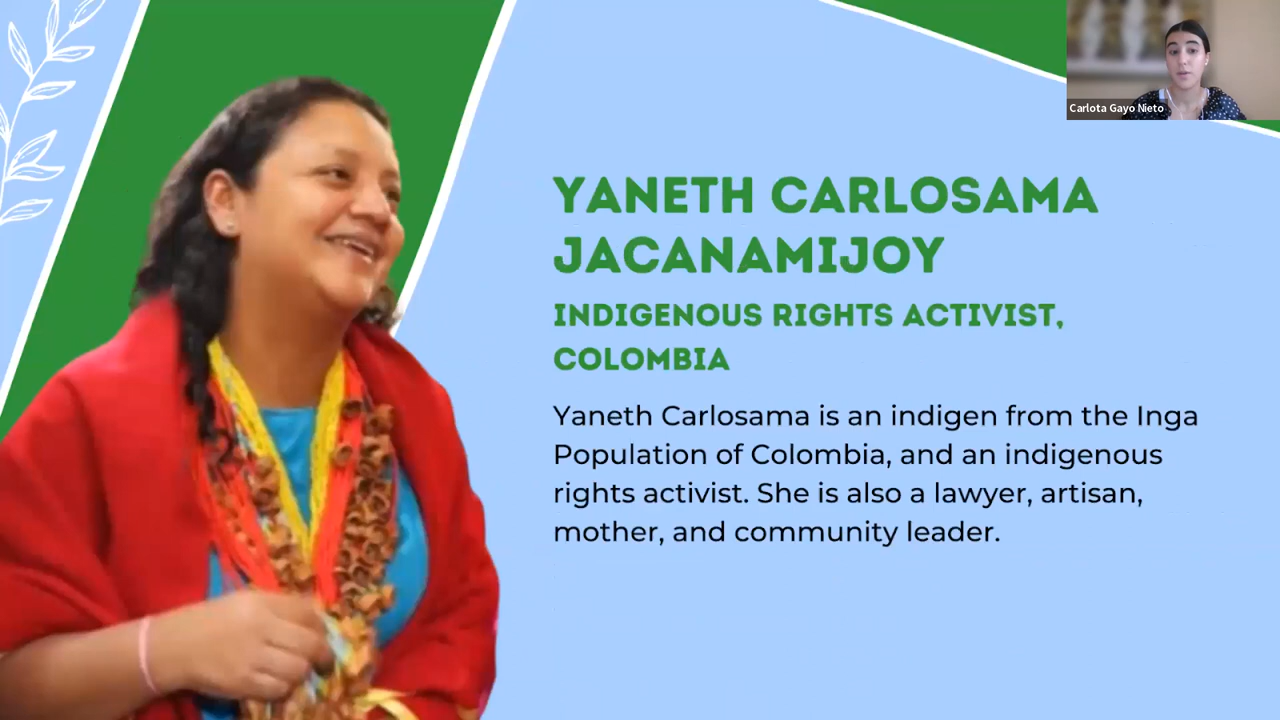 Carlota Gayo Nieto
YANETH CARLOSAMA
JACANAMIJOY
INDIGENOUS RIGHTS ACTIVIST,
COLOMBIA
Yaneth Carlosama is an indigen from the Inga
Population of Colombia, and an indigenous
rights activist. She is also a lawyer, artisan,
mother, and community leader.